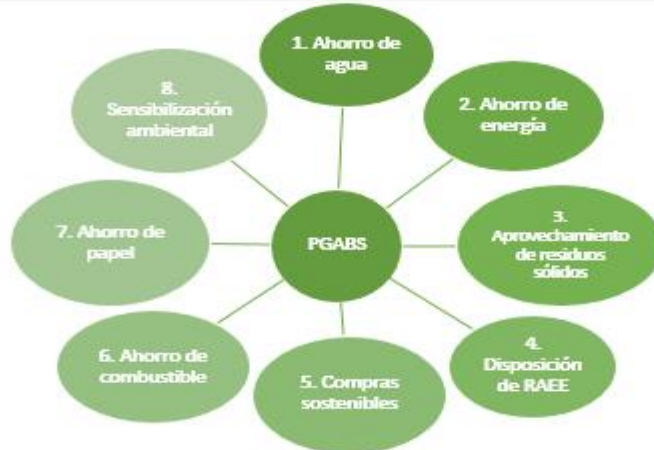 1. Ahorro de
agua
2. Ahorro de
energía
3.
Aprovechamiento
de residuos
sólidos
4.
Disposición
de RAEE
5. Compras
sostenibles
6. Ahorro de
combustible
7. Ahorro de
papel
8.
Sensibilización
ambiental
PGABS